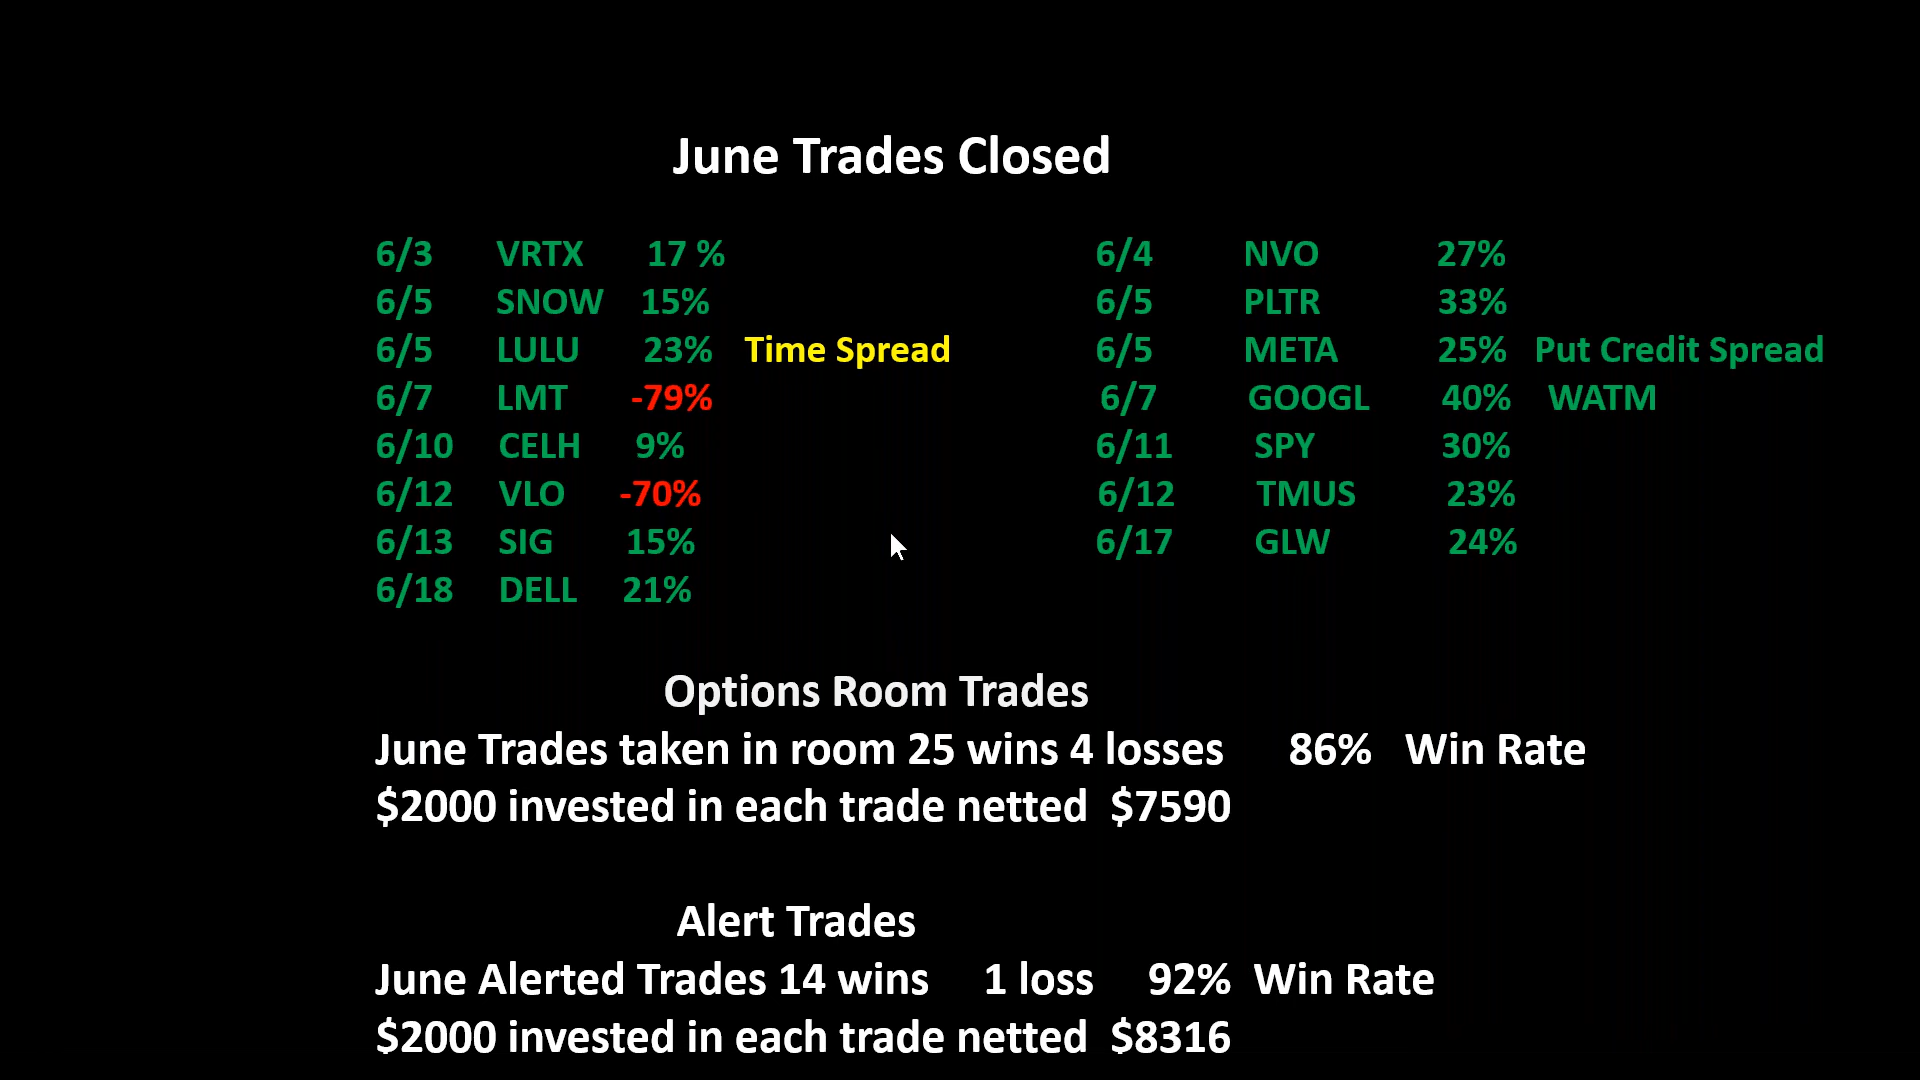 June Trades Closed
6/3 VRTX 17 % 6/4 NVO 27%
6/5 SNOW 15% 6/5 PLTR 33%
6/5 LULU 23% Time Spread 6/5 META 25% Put Credit Spread
6/7 LMT -79% 6/7 GOOGL 40% WATM
6/10 CELH 9% 6/11 SPY 30%
6/12 VLO -70% 6/12 TMUS 23%
6/13 SIG 15% 6/17 GLW 24%
6/18 DELL 21%
Options Room Trades
June Trades taken in room 25 wins 4 losses 86% Win Rate
$2000 invested in each trade netted $7590
Alert Trades
June Alerted Trades 14 wins 1 loss 92% Win Rate
$2000 invested in each trade netted $8316